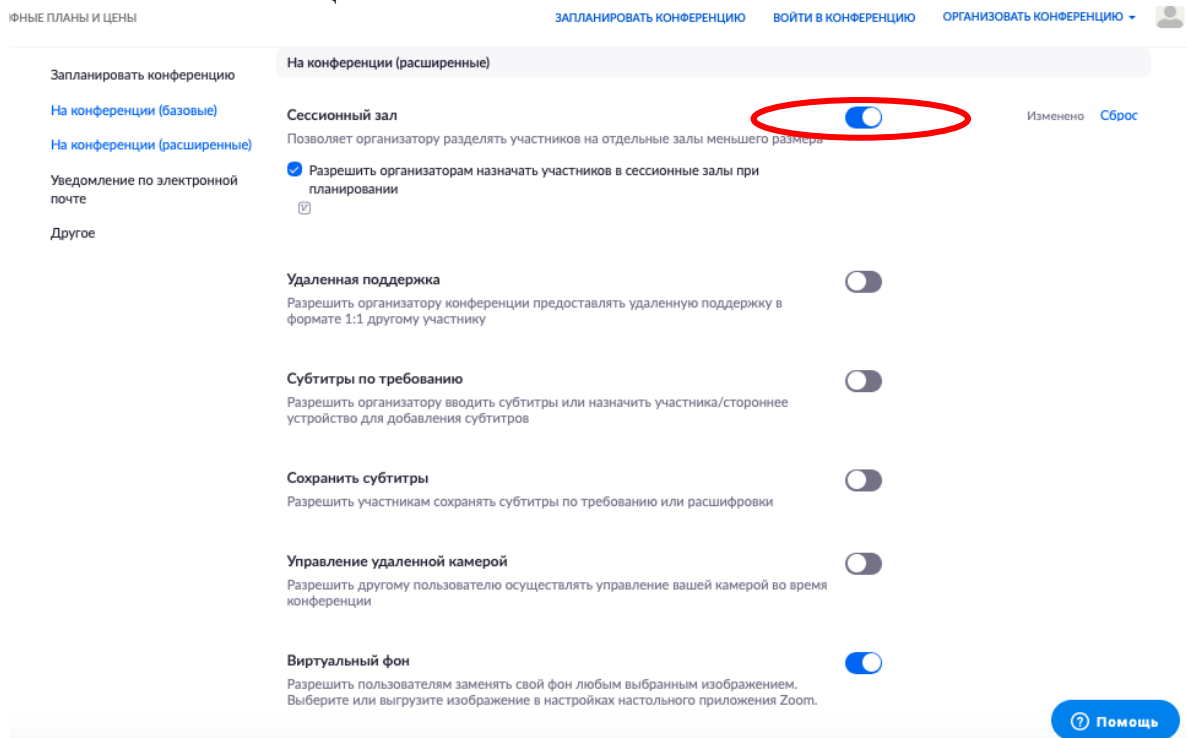 ФНЫЕ ПЛАНЫ И ЦЕНЫ
ЗАПЛАНИРОВАТЬ КОНФЕРЕНЦИЮ
ВОЙТИ В КОНФЕРЕНЦИЮ
ОРГАНИЗОВАТЬ КОНФЕРЕНЦИЮ
Запланировать конференцию
На конференции (базовые)
На конференции (расширенные)
Уведомление по электронной
почте
Другое
На конференции (расширенные)
Сессионный зал
Изменено Сброс
Позволяет организатору разделять участников на отдельные залы меньшего размера
Разрешить организаторам назначать участников в сессионные залы при
планировании
Удаленная поддержка
Разрешить организатору конференции предоставлять удаленную поддержку в
формате 1:1 другому участнику
Субтитры по требованию
Разрешить организатору вводить субтитры или назначить участника/стороннее
устройство для добавления субтитров
Сохранить субтитры
Разрешить участникам сохранять субтитры по требованию или расшифровки
Управление удаленной камерой
Разрешить другому пользователю осуществлять управление вашей камерой во время
конференции
Виртуальный фон
Разрешить пользователям заменять свой фон любым выбранным изображением.
Выберите или выгрузите изображение в настройках настольного приложения Zoom.
Помощь